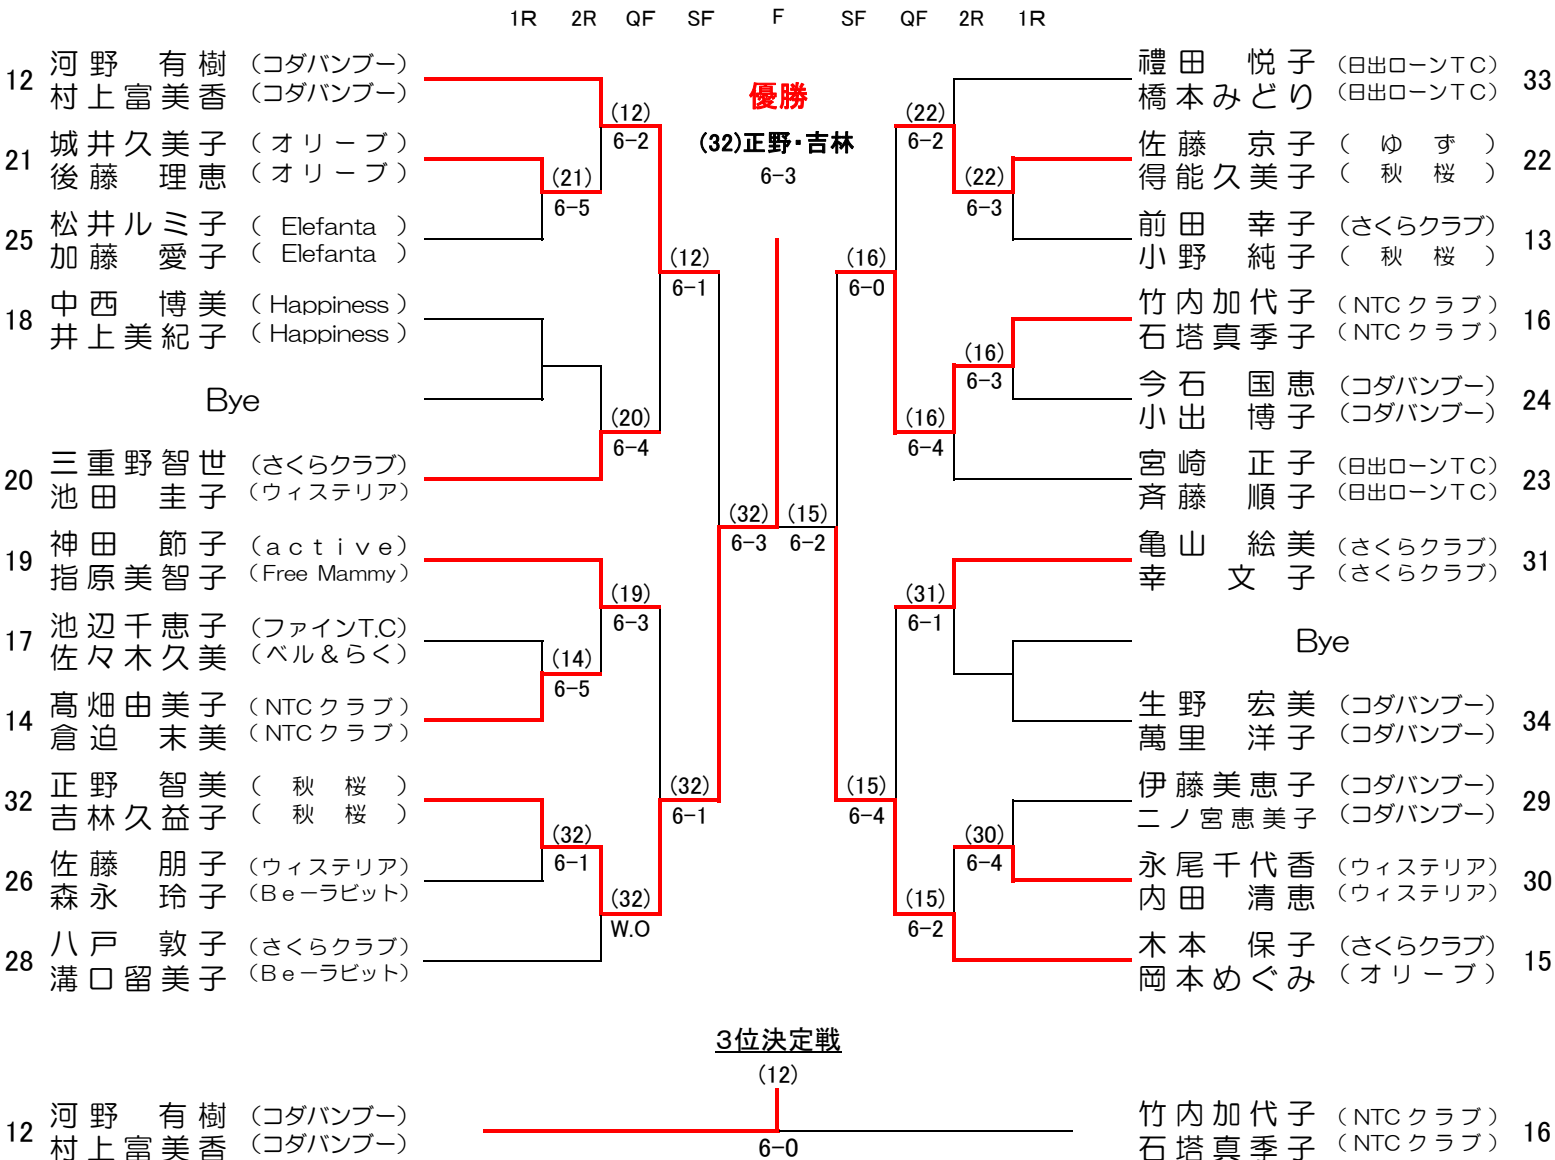 1R 2R QF SF F SF QF 2R 1R
優勝
(32)正野・吉林
6-3
12 河野 有樹 (コダバンブー)
村上富美香 (コダバンブー)
21 城井久美子 (オリーブ)
後藤 理恵 (オリーブ)
25 松井ルミ子 ( Elefanta )
加藤 愛子 ( Elefanta )
18 中西 博美 ( Happiness )
井上美紀子 ( Happiness )
Bye
20 三重野智世 (さくらクラブ)
池田 圭子 (ウィステリア)
19 神田 節子 (active)
指原美智子 (Free Mammy)
17 池辺千恵子 (ファインT.C)
佐々木久美 (ベル&らく)
14 髙畑由美子 (NTCクラブ)
倉迫 末美 (NTCクラブ)
32 正野 智美 ( 秋 桜 )
吉林久益子 ( 秋 桜 )
26 佐藤 朋子 (ウィステリア)
森永 玲子 (Beーラビット)
28 八戸 敦子 (さくらクラブ)
溝口留美子 (Beーラビット)
(21)
6-5
(14)
6-5
(32)
6-1
(12)
6-2
(20)
6-4
(19)
6-3
(32)
W.O
(12)
6-1
(32)
6-1
(32)
6-3
(15)
6-2
(16)
6-0
(15)
6-4
(22)
6-2
(16)
6-4
(31)
6-1
(15)
6-2
(22)
6-3
(16)
6-3
(30)
6-4
禮田 悦子 (日出ローンTC) 33
橋本みどり (日出ローンTC)
佐藤 京子 ( ゆ ず ) 22
得能久美子 ( 秋 桜 )
前田 幸子 (さくらクラブ) 13
小野 純子 ( 秋 桜 )
竹内加代子 (NTCクラブ) 16
石塔真季子 (NTCクラブ)
今石 国恵 (コダバンブー) 24
小出 博子 (コダバンブー)
宮崎 正子 (日出ローンTC) 23
斉藤 順子 (日出ローンTC)
亀山 絵美 (さくらクラブ) 31
幸 文子 (さくらクラブ)
Bye
生野 宏美 (コダバンブー) 34
萬里 洋子 (コダバンブー)
伊藤美恵子 (コダバンブー) 29
二ノ宮恵美子 (コダバンブー)
永尾千代香 (ウィステリア) 30
内田 清恵 (ウィステリア)
木本 保子 (さくらクラブ) 15
岡本めぐみ (オリーブ)
3位決定戦
(12)
6-0
12 河野 有樹 (コダバンブー)
村上富美香 (コダバンブー)
竹内加代子 (NTCクラブ) 16
石塔真季子 (NTCクラブ)